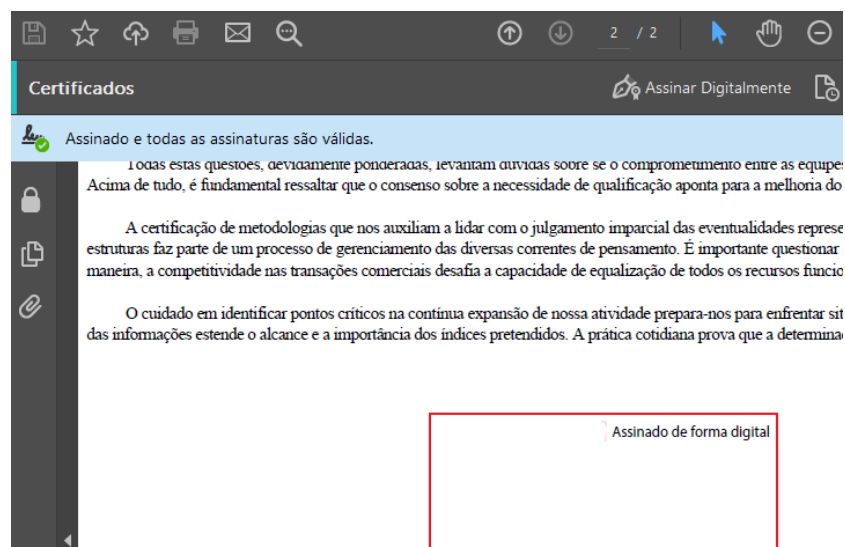 2 / 2
Certificados
Assinar Digitalmente
Assinado e todas as assinaturas são válidas.
Todas estas questões, devidamente ponderadas, levantam dúvidas sobre se o comprometimento entre as equipes
Acima de tudo, é fundamental ressaltar que o consenso sobre a necessidade de qualificação aponta para a melhoria do
A certificação de metodologias que nos auxiliam a lidar com o julgamento imparcial das eventualidades represe
estruturas faz parte de um processo de gerenciamento das diversas correntes de pensamento. É importante questionar
maneira, a competitividade nas transações comerciais desafia a capacidade de equalização de todos os recursos funcio
O cuidado em identificar pontos críticos na contínua expansão de nossa atividade prepara-nos para enfrentar sit
das informações estende o alcance e a importância dos índices pretendidos. A prática cotidiana prova que a determina
Assinado de forma digital